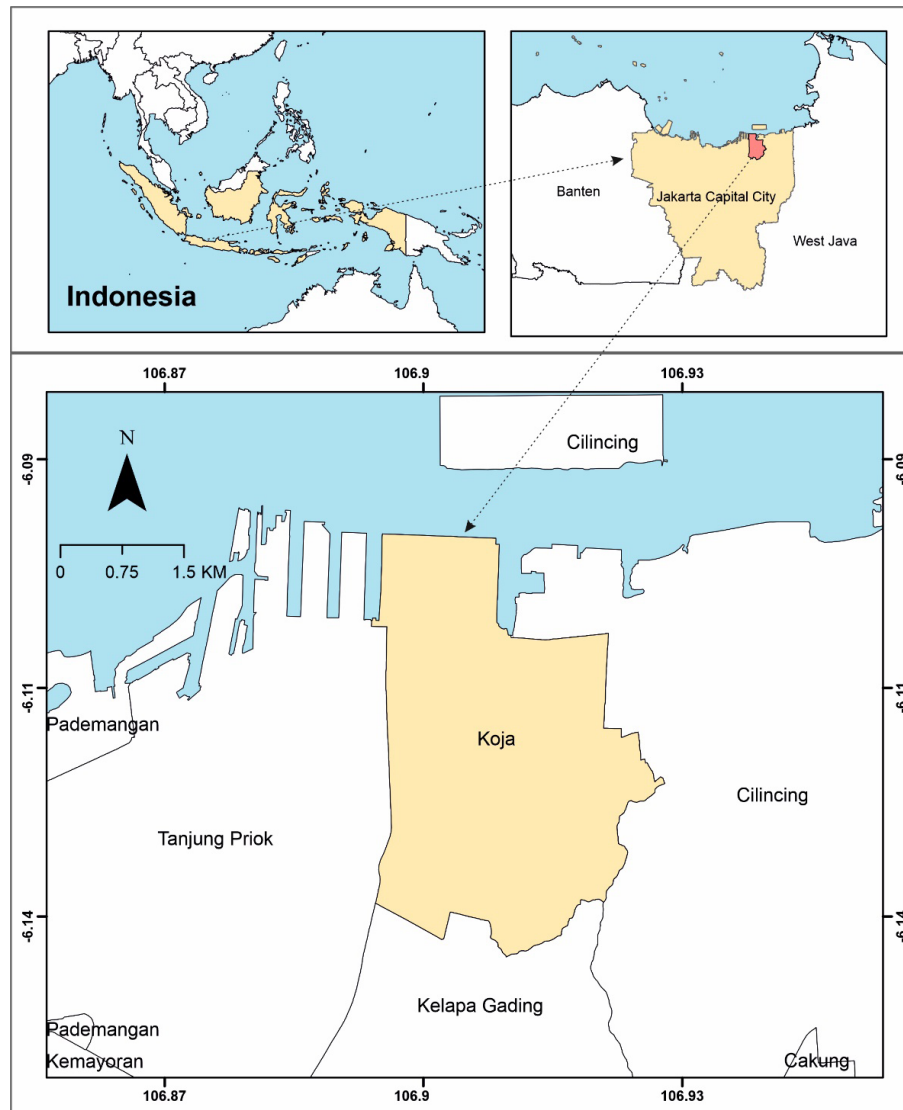 Indonesia
Banten
Jakarta Capital City
West Java
106.87
106.9
106.93
N
Cilincing
-6.09
-6.09
0
0.75
1.5 KM
-6.11
-6.11
Pademangan
Koja
Cilincing
Tanjung Priok
-6.14
-6.14
Kelapa Gading
Pademangan
Kemayoran
Cakung
106.87
106.9
106.93